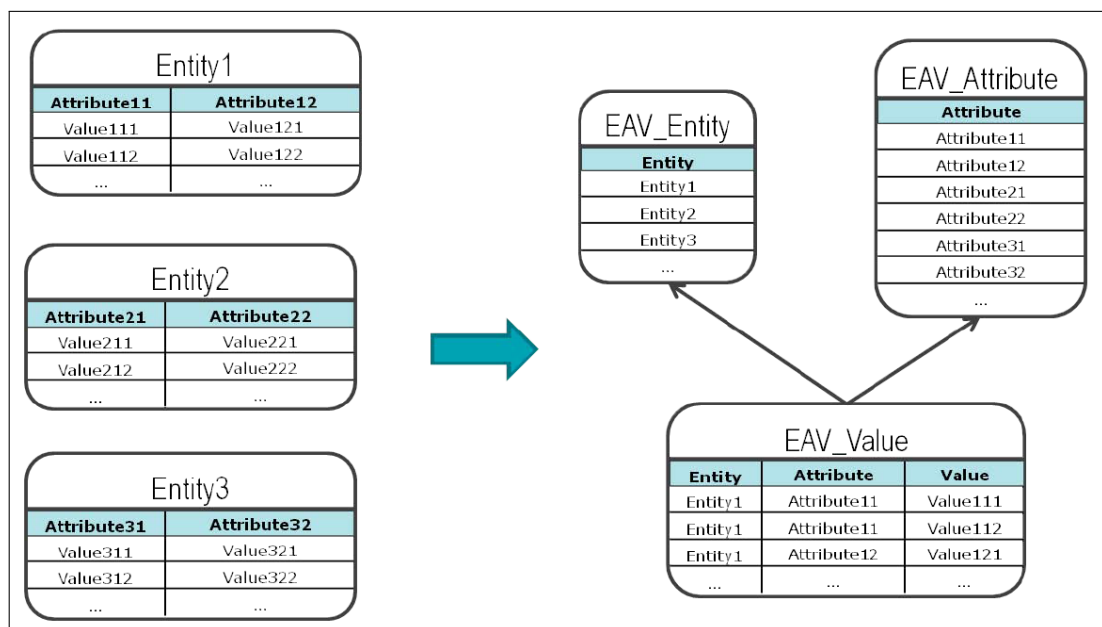 Entity1
Attribute11 Attribute12
Value111 Value121
Value112 Value122
... ...
Entity2
Attribute21 Attribute22
Value211 Value221
Value212 Value222
... ...
Entity3
Attribute31 Attribute32
Value311 Value321
Value312 Value322
... ...
EAV_Entity
Entity
Entity1
Entity2
Entity3
...
EAV_Attribute
Attribute
Attribute11
Attribute12
Attribute21
Attribute22
Attribute31
Attribute32
...
EAV_Value
Entity Attribute Value
Entity1 Attribute11 Value111
Entity1 Attribute11 Value112
Entity1 Attribute12 Value121
... ... ...